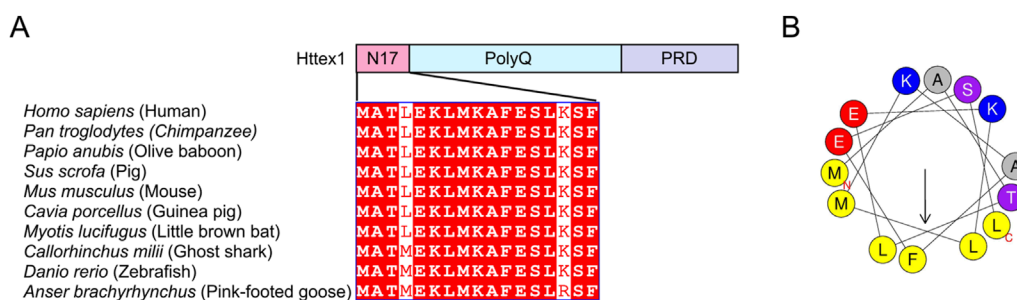 A
B
Httex1 N17 PolyQ PRD
Homo sapiens (Human) MATLEKLMKAFESLKSF
Pan troglodytes (Chimpanzee) MATLEKLMKAFESLKSF
Papio anubis (Olive baboon) MATLEKLMKAFESLKSF
Sus scrofa (Pig) MATLEKLMKAFESLKSF
Mus musculus (Mouse) MATLEKLMKAFESLKSF
Cavia porcellus (Guinea pig) MATLEKLMKAFESLKSF
Myotis lucifugus (Little brown bat) MATLEKLMKAFESLKSF
Callorhinchus milii (Ghost shark) MATMEKLMKAFESLKSF
Danio rerio (Zebrafish) MATMEKLMKAFESLKSF
Anser brachyrhynchus (Pink-footed goose) MATMEKLMKAFESLRSF
K A S
E K
E
M N A
M T
L C
L F L